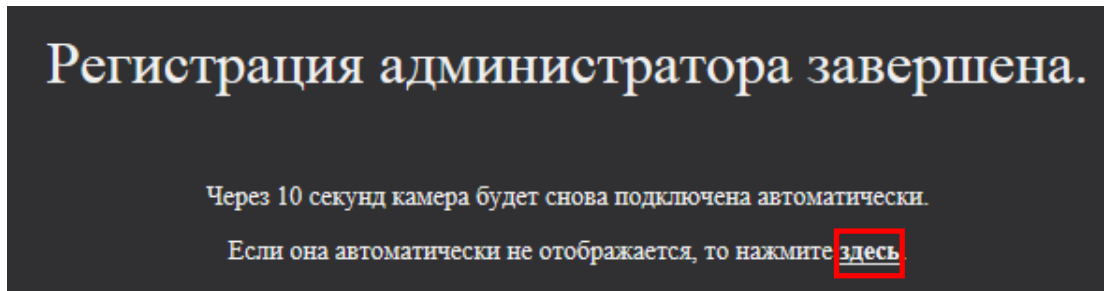 Регистрация администратора завершена.
Через 10 секунд камера будет снова подключена автоматически.
Если она автоматически не отображается, то нажмите здесь.